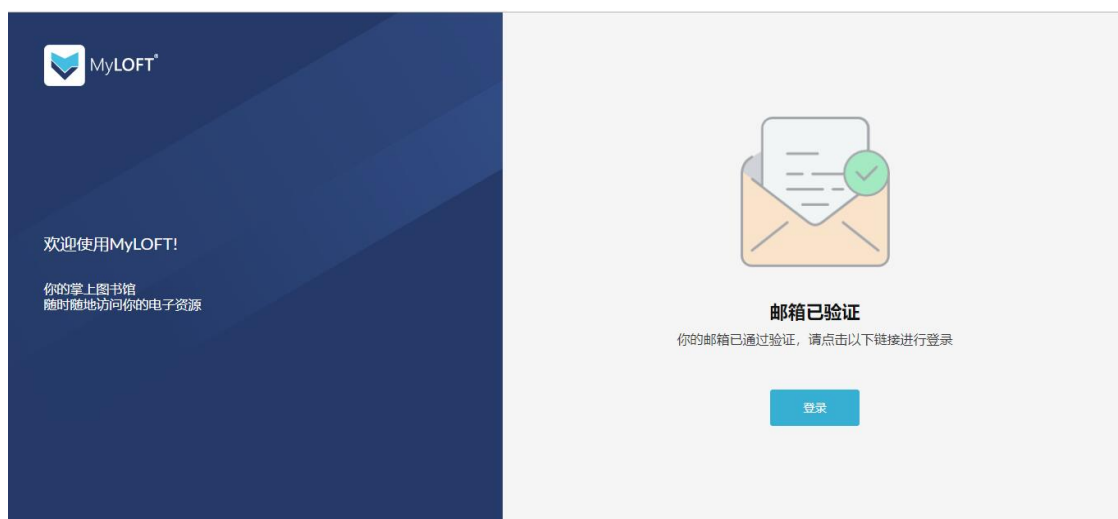 MyLOFT®
欢迎使用MyLOFT!
你的掌上图书馆
随时随地访问你的电子资源
邮箱已验证
你的邮箱已通过验证，请点击以下链接进行登录
登录